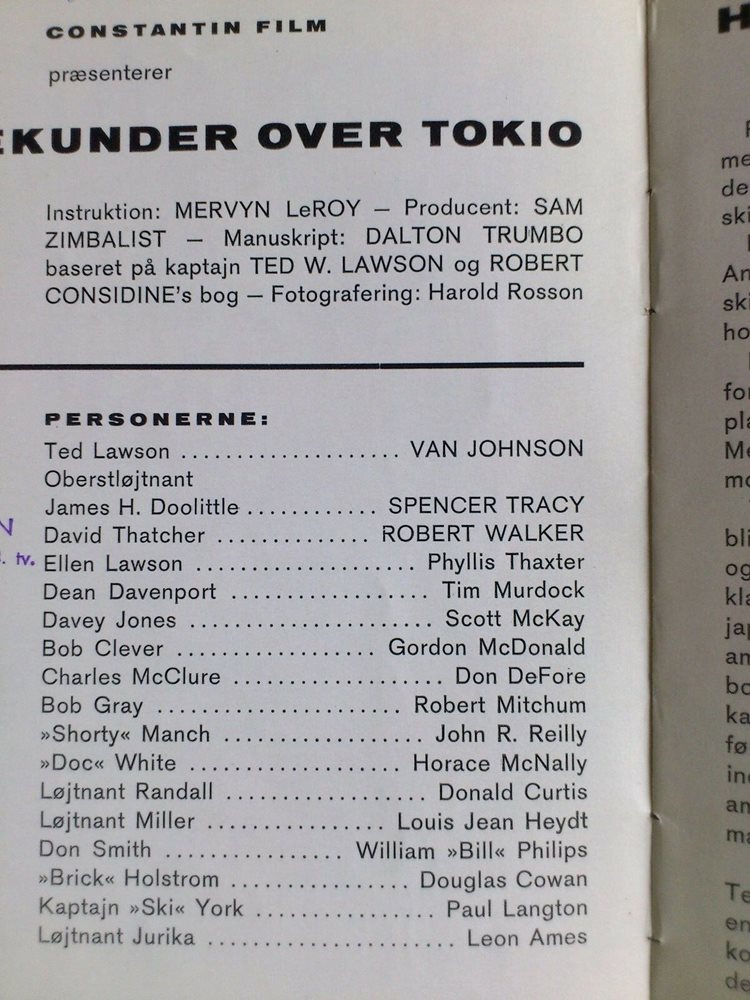 CONSTANTIN FILM
præsenterer
EKUNDER OVER TOKIO
Instruktion: MERVYN LeROY — Producent: SAM
ZIMBALIST — Manuskript: DALTON TRUMBO
baseret på kaptajn TED W. LAWSON og ROBERT
CONSIDINE's bog — Fotografering: Harold Rosson
PERSONERNE:
Ted Lawson .................... VAN JOHNSON
Oberstløjtnant
James H. Doolittle ............ SPENCER TRACY
David Thatcher .............. ROBERT WALKER
tv. Ellen Lawson .................... Phyllis Thaxter
Dean Davenport .................. Tim Murdock
Davey Jones ...................... Scott McKay
Bob Clever .................. Gordon McDonald
Charles McClure ................... Don DeFore
Bob Gray ...................... Robert Mitchum
»Shorty« Manch .................. John R. Reilly
»Doc« White ................... Horace McNally
Løjtnant Randall .................. Donald Curtis
Løjtnant Miller ................ Louis Jean Heydt
Don Smith ................ William »Bill« Philips
»Brick« Holstrom ................ Douglas Cowan
Kaptajn »Ski« York ................ Paul Langton
Løjtnant Jurika ...................... Leon Ames